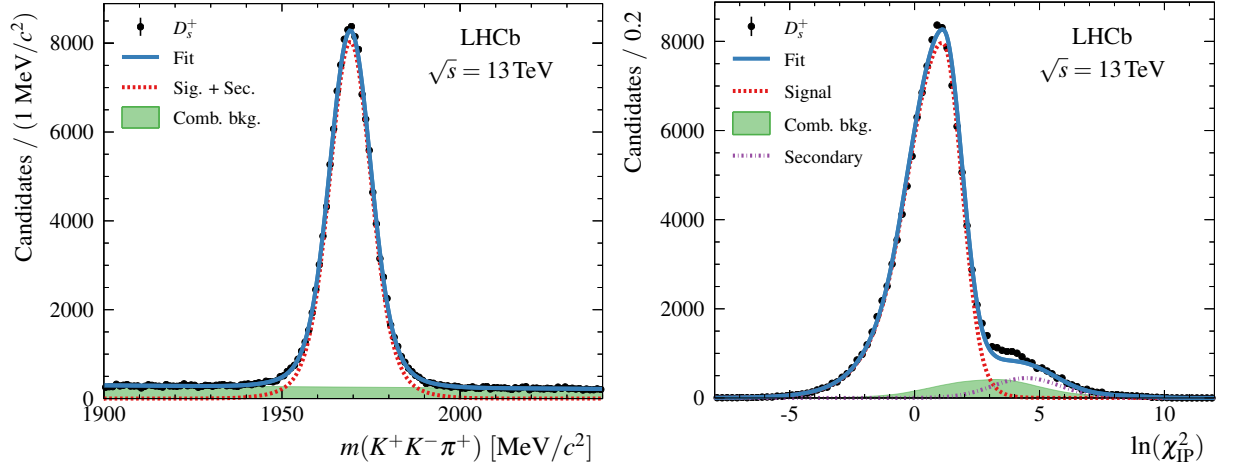 Candidates / (1 MeV/c²)
8000
6000
4000
2000
0
D_s^+
Fit
Sig. + Sec.
Comb. bkg.
LHCb
√s = 13 TeV
1900
1950
2000
m(K⁺K⁻π⁺) [MeV/c²]
Candidates / 0.2
8000
6000
4000
2000
0
D_s^+
Fit
Signal
Comb. bkg.
Secondary
LHCb
√s = 13 TeV
-5
0
5
10
ln(χ²_IP)